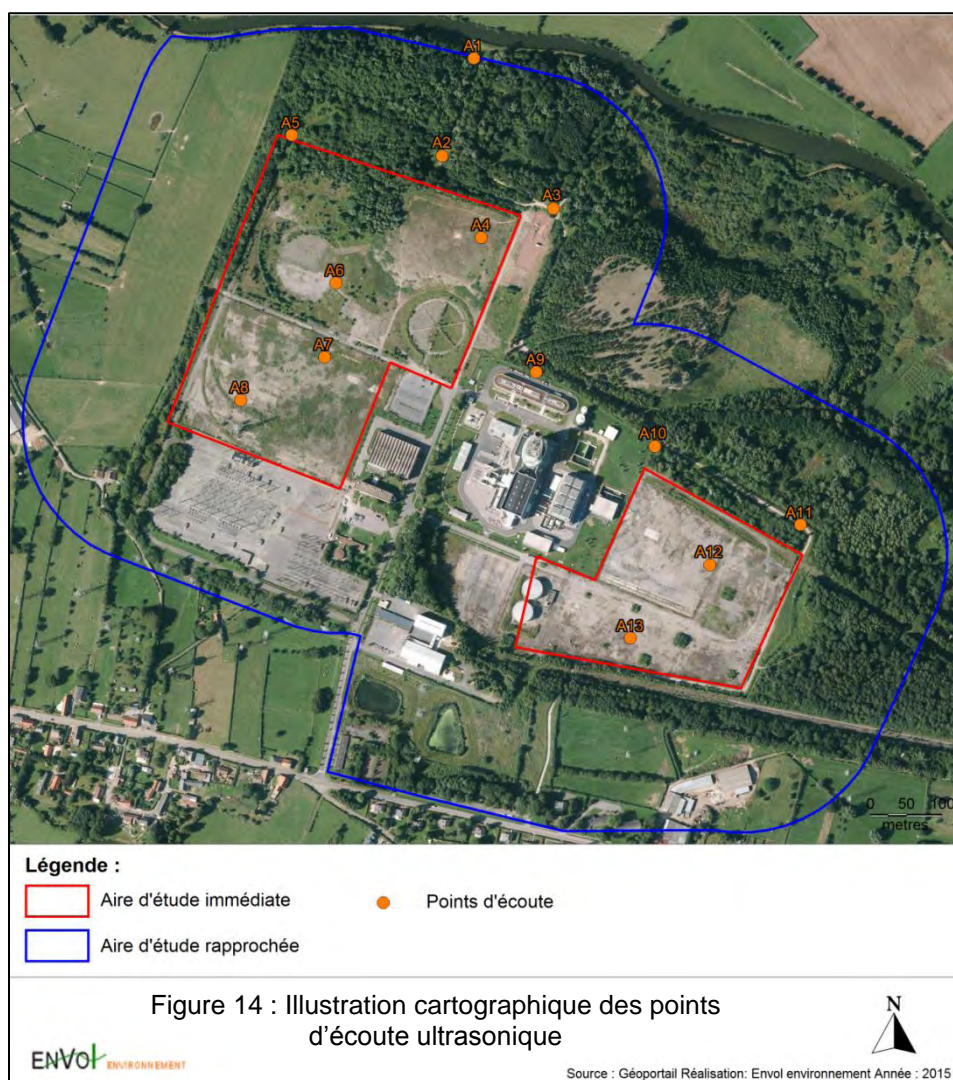 A1
A5
A2
A3
A4
A6
A7
A9
A8
A10
A11
A12
A13
0 50 100
metres
Légende :
Aire d'étude immédiate
Points d'écoute
Aire d'étude rapprochée
Figure 14 : Illustration cartographique des points
d'écoute ultrasonique
N
ENVOL ENVIRONNEMENT
Source : Géoportail Réalisation: Envol environnement Année : 2015